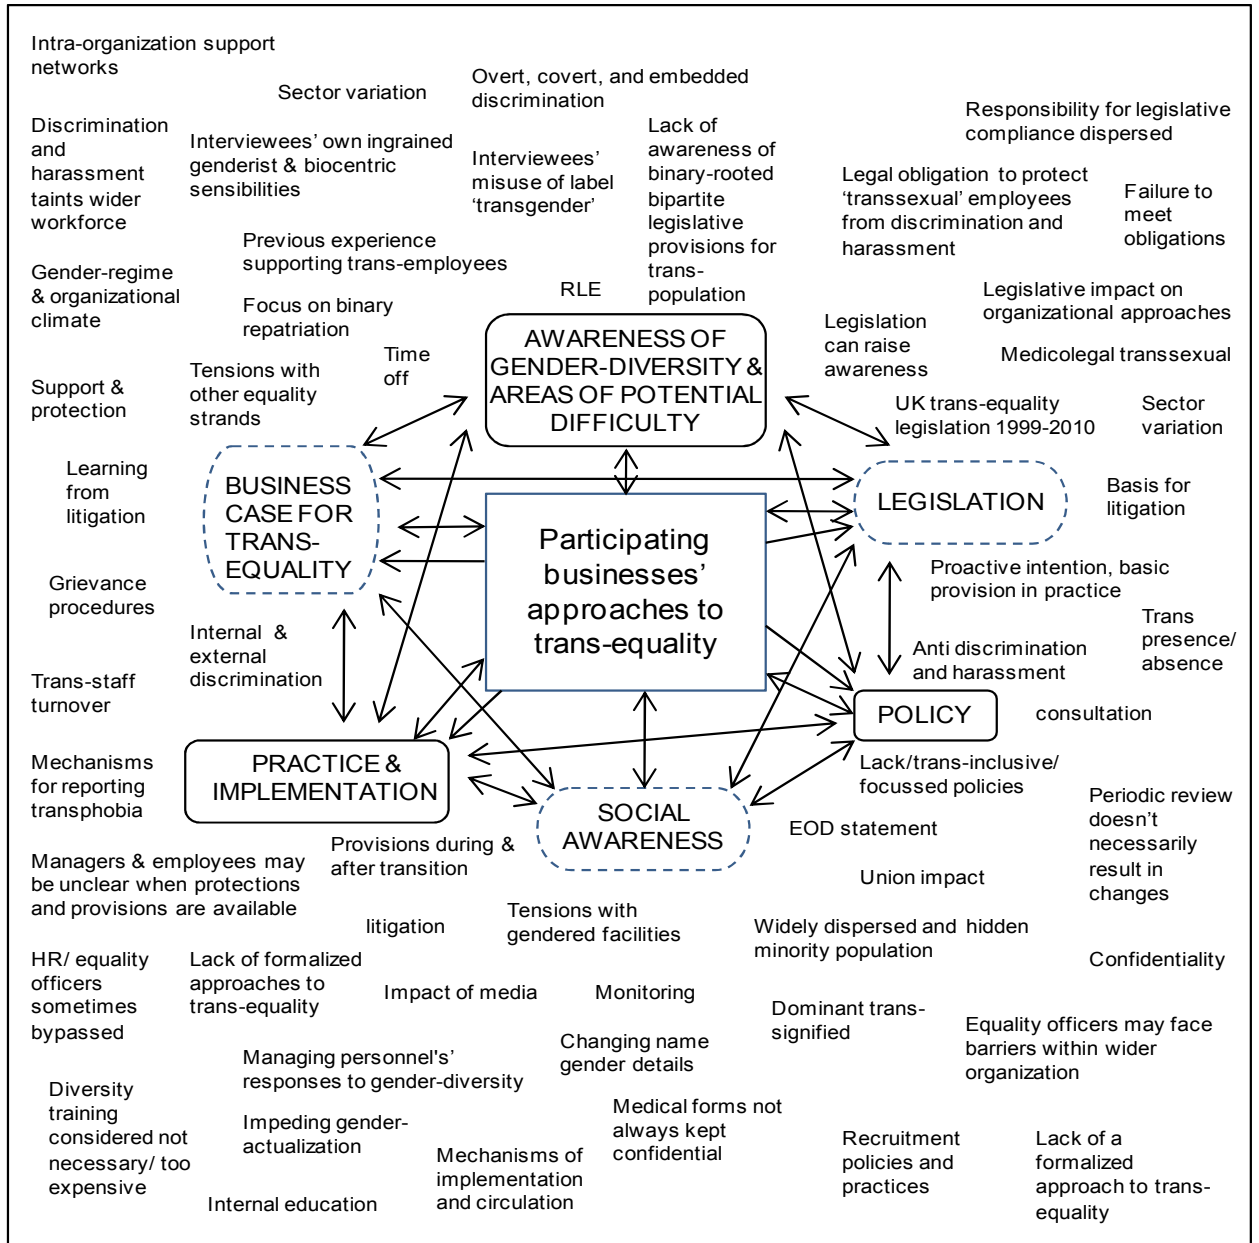 Intra-organization support
networks
Sector variation
Overt, covert, and embedded
discrimination
Responsibility for legislative
compliance dispersed
Discrimination
and
harassment
taints wider
workforce
Interviewees' own ingrained
genderist & biocentric
sensibilities
Interviewees'
misuse of label
'transgender'
Lack of
awareness of
binary-rooted
bipartite
legislative
provisions for
trans-
population
Legal obligation to protect
'transsexual' employees
from discrimination and
harassment
Failure to
meet
obligations
Previous experience
supporting trans-employees
Gender-regime
& organizational
climate
Focus on binary
repatriation
RLE
Legislative impact on
organizational approaches
Legislation
can raise
awareness
Medicolegal transsexual
AWARENESS OF
GENDER-DIVERSITY &
AREAS OF POTENTIAL
DIFFICULTY
Time
off
Tensions with
other equality
strands
Support &
protection
UK trans-equality
legislation 1999-2010
Sector
variation
Learning
from
litigation
BUSINESS
CASE FOR
TRANS-
EQUALITY
LEGISLATION
Basis for
litigation
Participating
businesses'
approaches to
trans-equality
Grievance
procedures
Proactive intention, basic
provision in practice
Trans
presence/
absence
Internal &
external
discrimination
Anti discrimination
and harassment
Trans-staff
turnover
POLICY
consultation
Mechanisms
for reporting
transphobia
PRACTICE &
IMPLEMENTATION
Lack/trans-inclusive/
focussed policies
SOCIAL
AWARENESS
EOD statement
Periodic review
doesn't
necessarily
result in
changes
Provisions during &
after transition
Managers & employees may
be unclear when protections
and provisions are available
Union impact
litigation
Tensions with
gendered facilities
Widely dispersed and hidden
minority population
Confidentiality
HR/ equality
officers
sometimes
bypassed
Lack of formalized
approaches to
trans-equality
Impact of media
Monitoring
Dominant trans-
signified
Equality officers may face
barriers within wider
organization
Changing name
gender details
Managing personnel's'
responses to gender-diversity
Diversity
training
considered not
necessary/ too
expensive
Impeding gender-
actualization
Medical forms not
always kept
confidential
Recruitment
policies and
practices
Lack of a
formalized
approach to trans-
equality
Mechanisms of
implementation
and circulation
Internal education